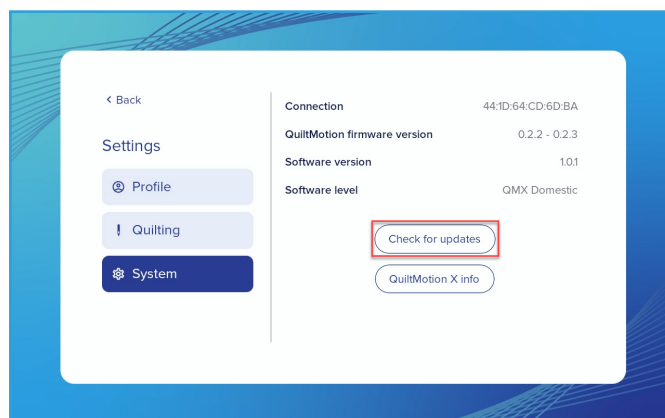 < Back
Settings
Profile
Quilting
System
Connection 44:1D:64:CD:6D:BA
QuiltMotion firmware version 0.2.2 - 0.2.3
Software version 1.0.1
Software level QMX Domestic
Check for updates
QuiltMotion X info